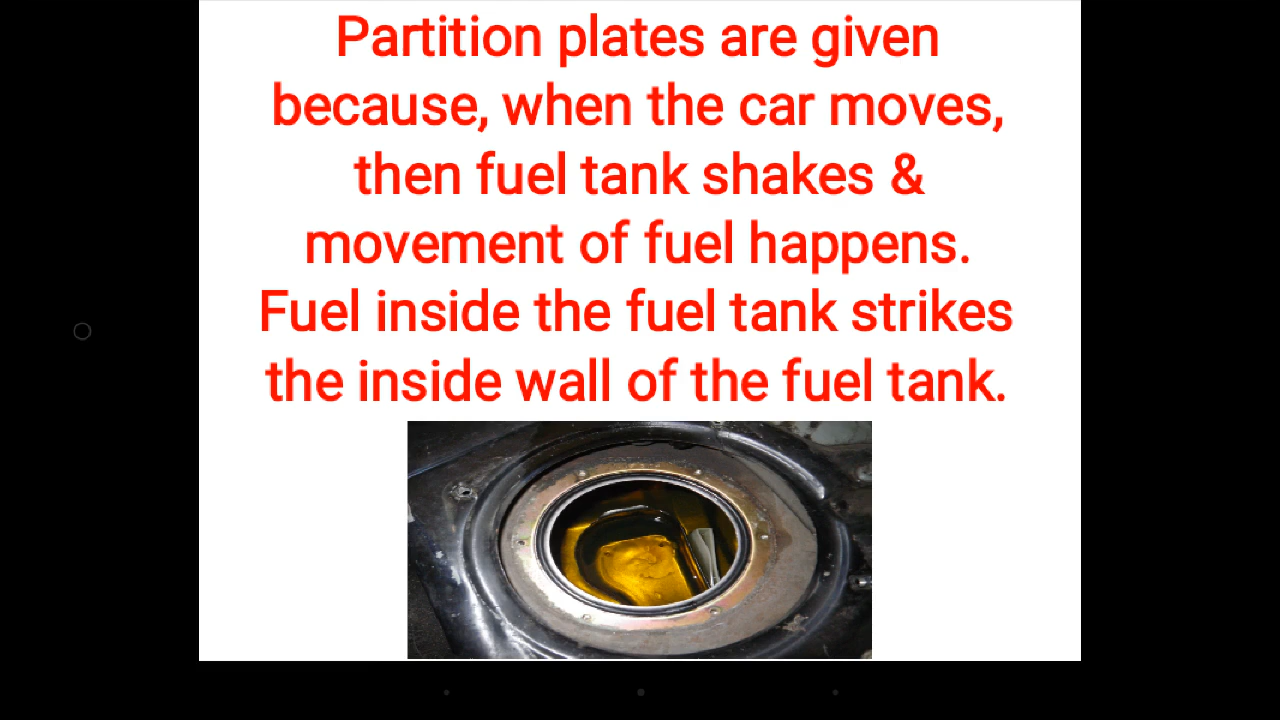 Partition plates are given
because, when the car moves,
then fuel tank shakes &
movement of fuel happens.
Fuel inside the fuel tank strikes
the inside wall of the fuel tank.